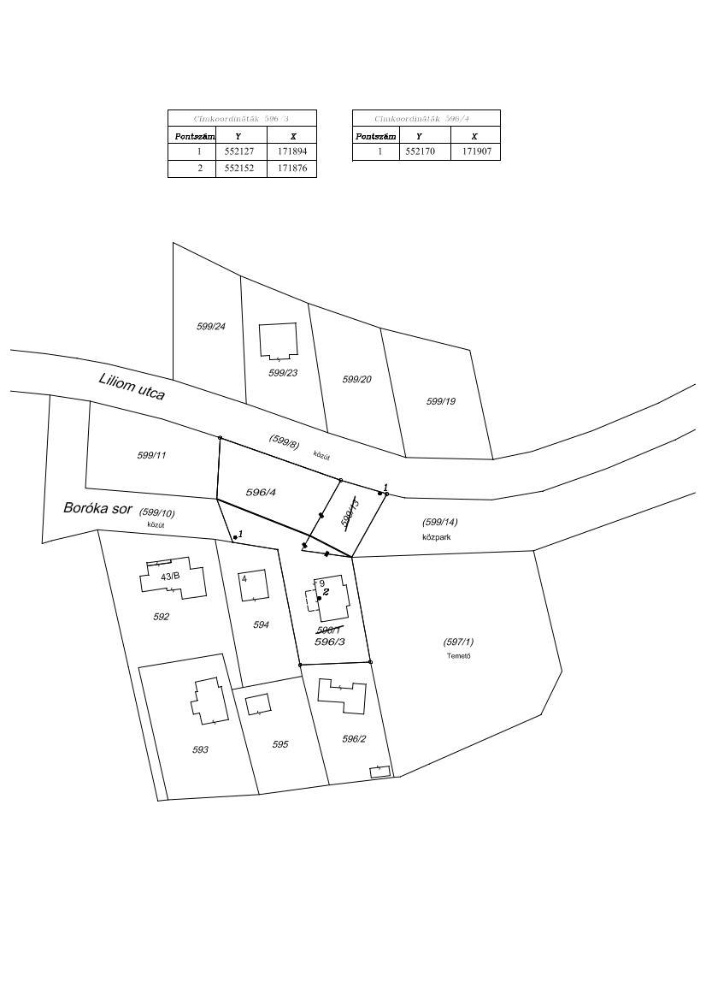 Címkoordináták 596/3
Pontszám Y X
1 552127 171894
2 552152 171876
Címkoordináták 596/4
Pontszám Y X
1 552170 171907
599/24
599/23
599/20
599/19
Liliom utca
(599/8)
közút
599/11
596/4
599/13
1
Boróka sor
(599/10)
közút
(599/14)
közpark
1
43/B
4
9
2
592
594
596/1
596/3
(597/1)
Temető
593
595
596/2